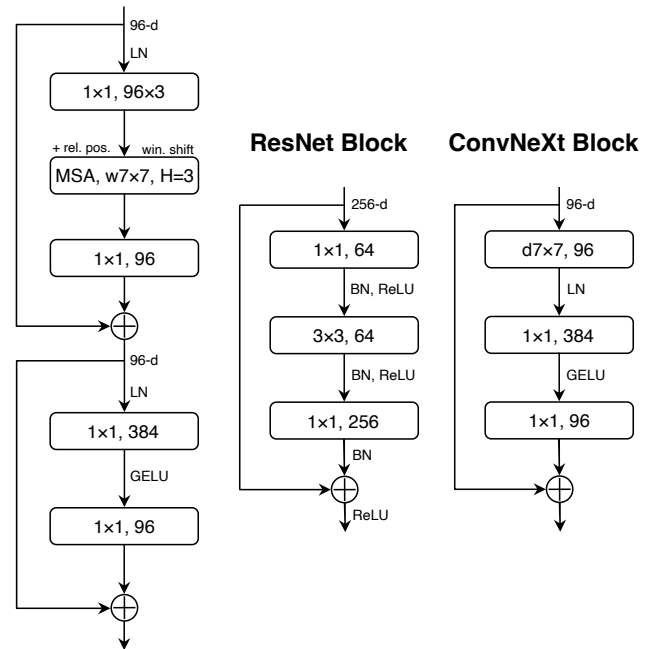 96-d
LN
1×1, 96×3
+ rel. pos. win. shift
MSA, w7×7, H=3
1×1, 96
96-d
LN
1×1, 384
GELU
1×1, 96
ResNet Block
256-d
1×1, 64
BN, ReLU
3×3, 64
BN, ReLU
1×1, 256
BN
ReLU
ConvNeXt Block
96-d
d7×7, 96
LN
1×1, 384
GELU
1×1, 96